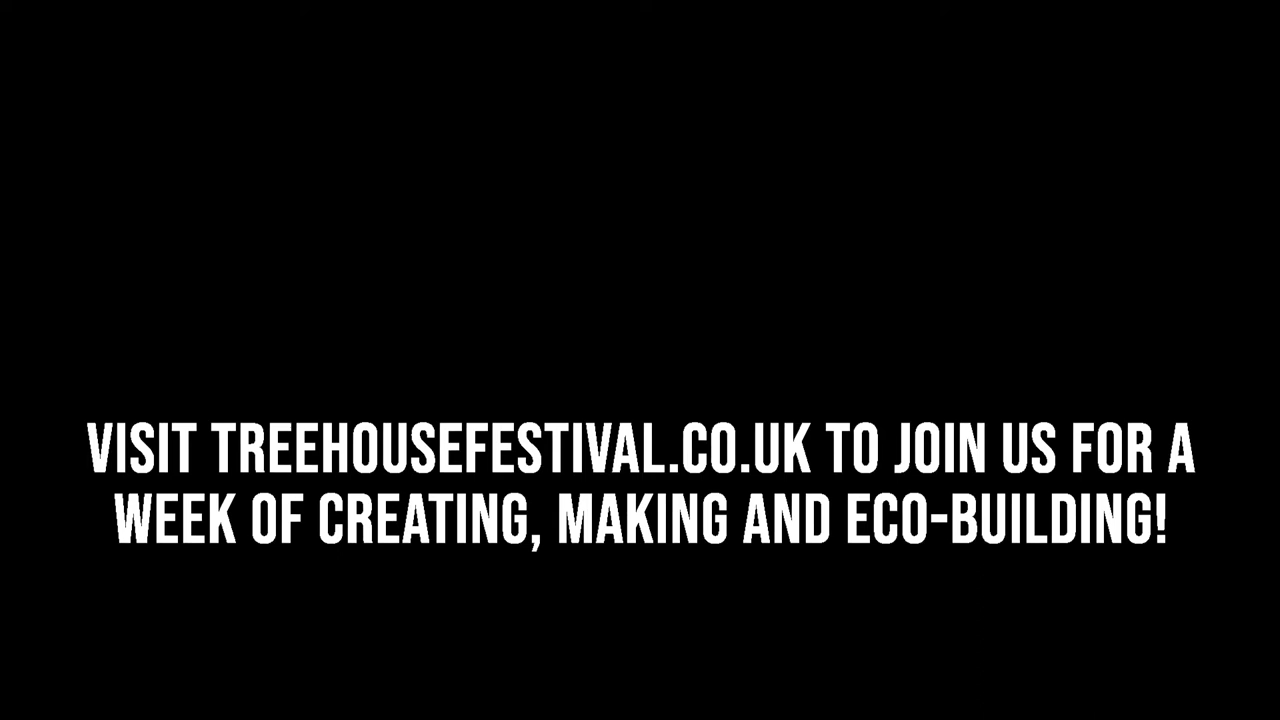 VISIT TREEHOUSEFESTIVAL.CO.UK TO JOIN US FOR A
WEEK OF CREATING, MAKING AND ECO-BUILDING!